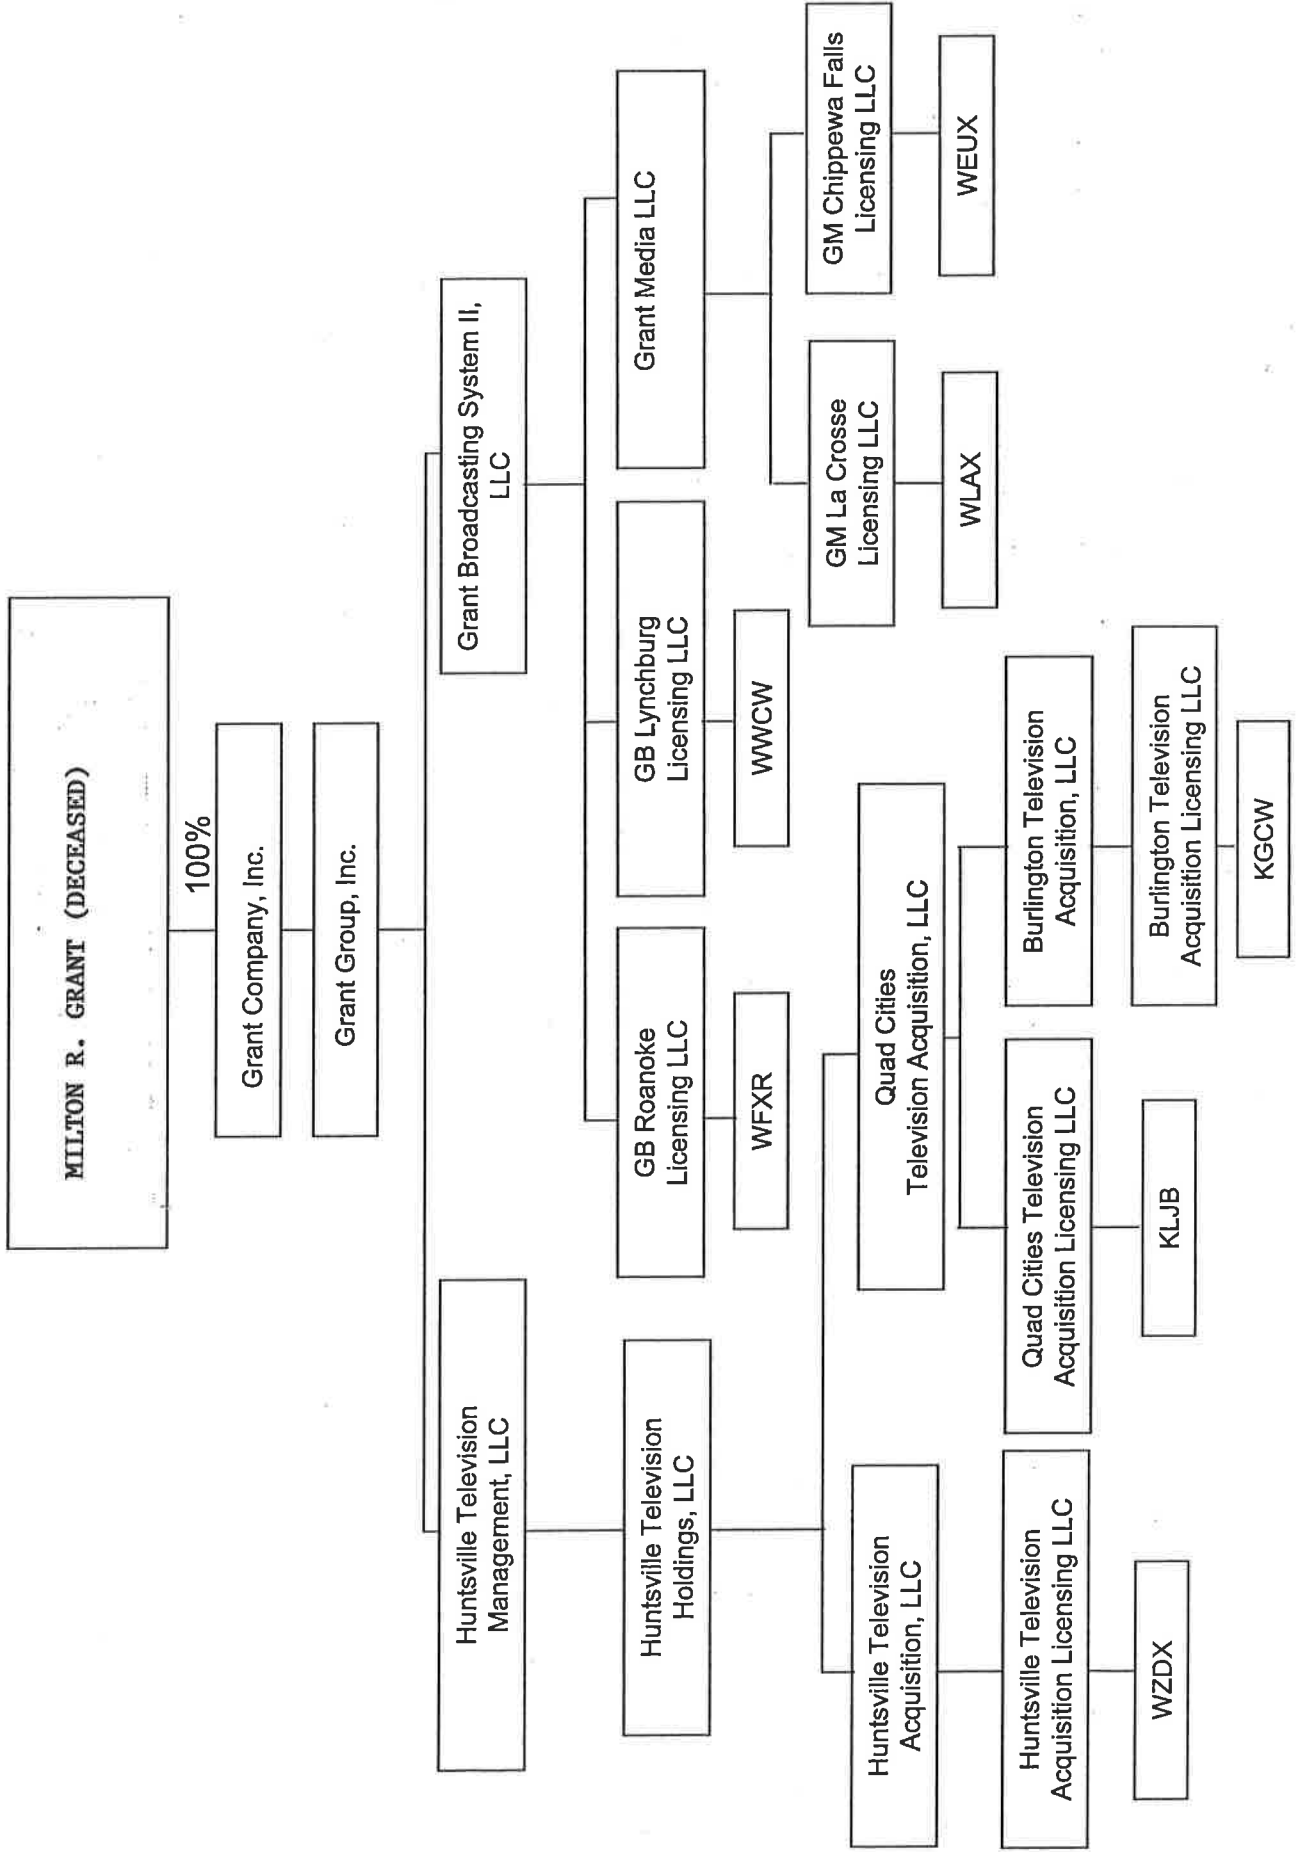 MILTON R. GRANT (DECEASED)
100%
Grant Company, Inc.
Grant Group, Inc.
Huntsville Television
Management, LLC
Grant Broadcasting System II,
LLC
Huntsville Television
Holdings, LLC
GB Roanoke
Licensing LLC
GB Lynchburg
Licensing LLC
Grant Media LLC
WFXR
WWCW
Huntsville Television
Acquisition, LLC
Quad Cities
Television Acquisition, LLC
GM La Crosse
Licensing LLC
GM Chippewa Falls
Licensing LLC
WLAX
WEUX
Huntsville Television
Acquisition Licensing LLC
Quad Cities Television
Acquisition Licensing LLC
Burlington Television
Acquisition, LLC
WZDX
KLJB
Burlington Television
Acquisition Licensing LLC
KGCW